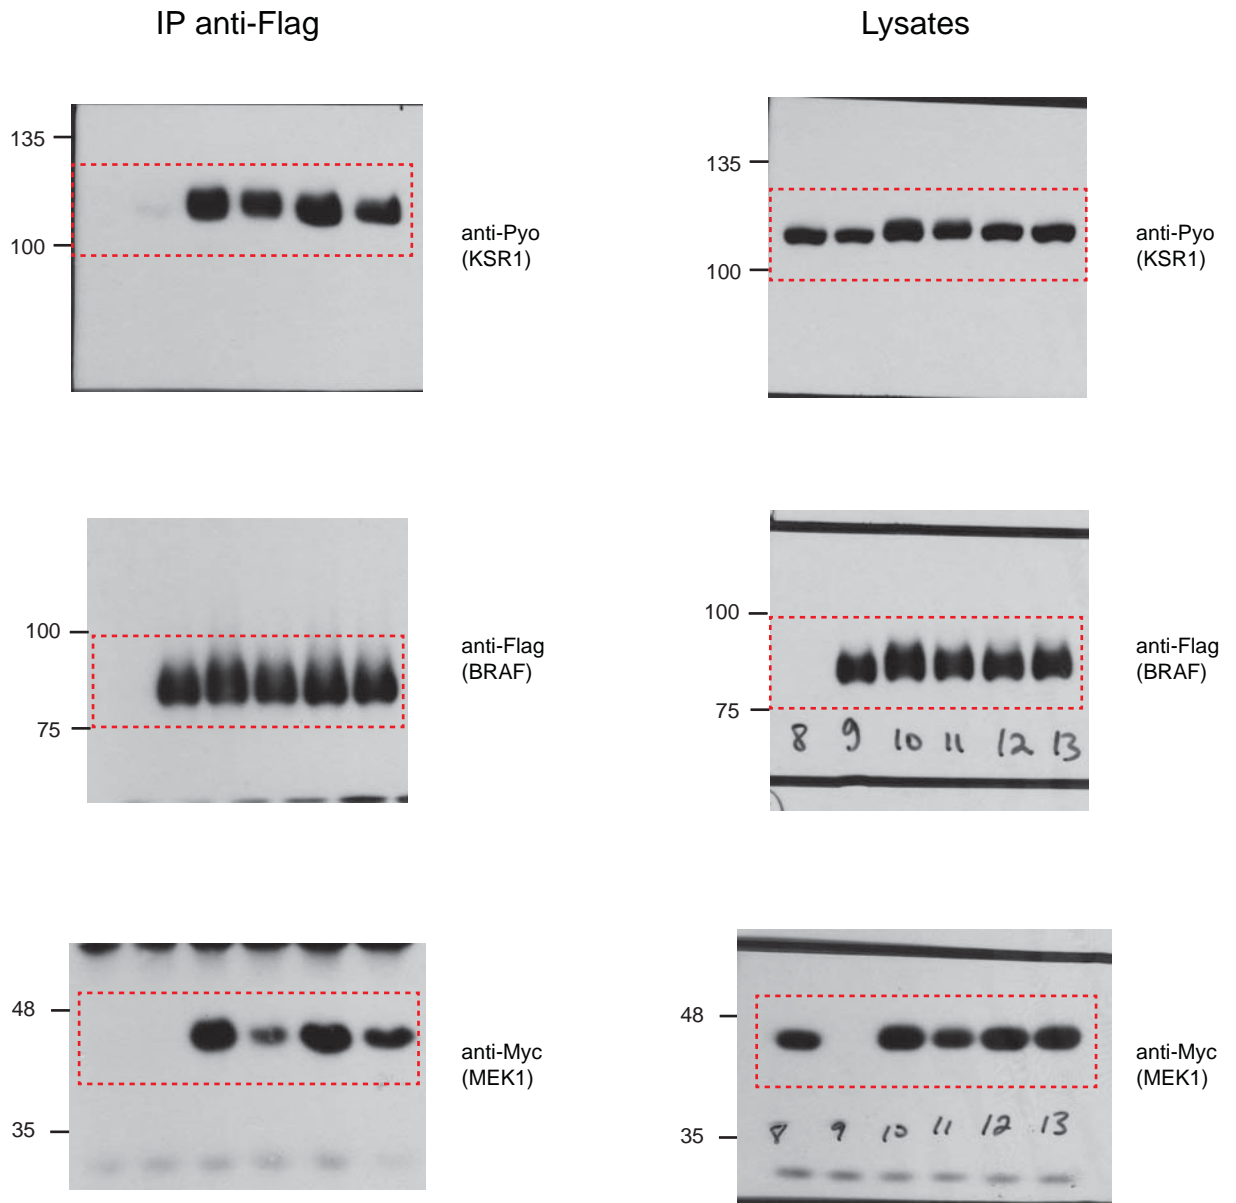 IP anti-Flag
Lysates
135
100
anti-Pyo
(KSR1)
135
100
anti-Pyo
(KSR1)
100
75
anti-Flag
(BRAF)
100
75
8 9 10 11 12 13
anti-Flag
(BRAF)
48
35
anti-Myc
(MEK1)
48
35
8 9 10 11 12 13
anti-Myc
(MEK1)